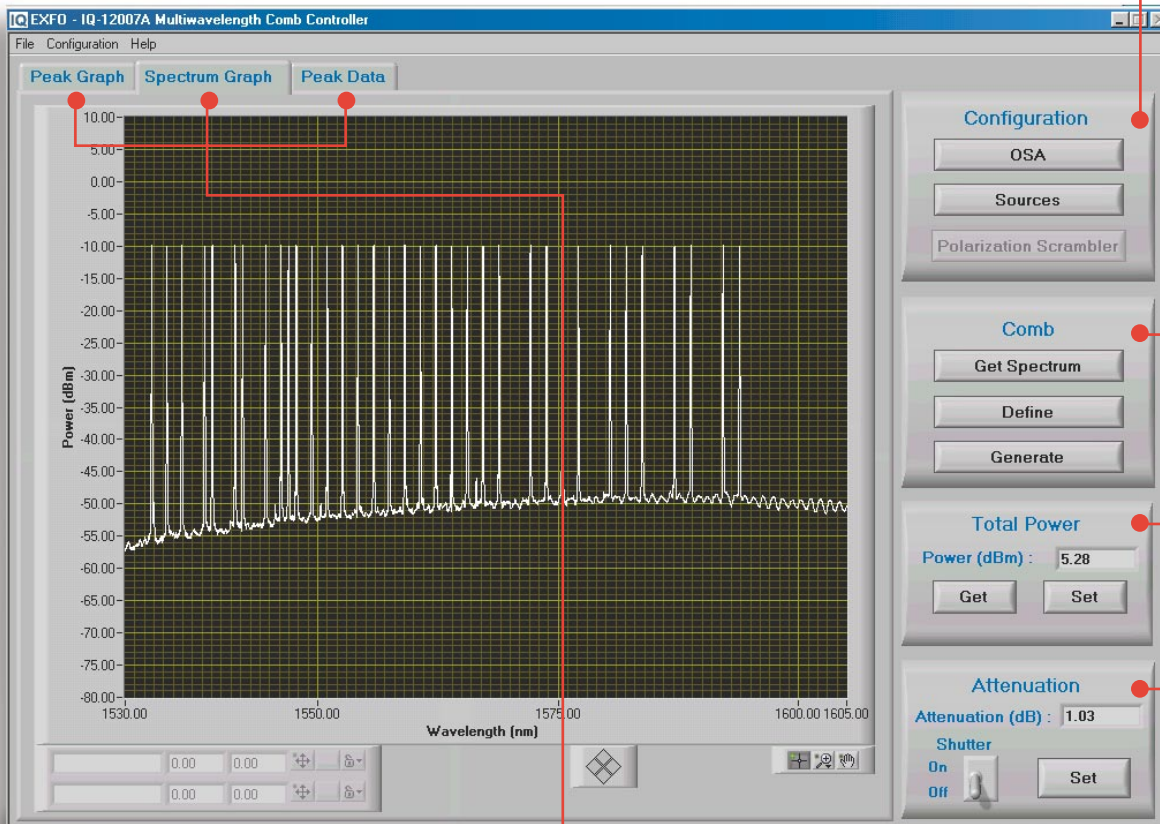 IQ EXFO - IQ-12007A Multiwavelength Comb Controller
File Configuration Help
Peak Graph Spectrum Graph Peak Data
10.00
5.00
0.00
-5.00
-10.00
-15.00
-20.00
-25.00
-30.00
-35.00
-40.00
-45.00
-50.00
-55.00
-60.00
-65.00
-70.00
-75.00
-80.00
Power (dBm)
1530.00 1550.00 1575.00 1600.00 1605.00
Wavelength (nm)
0.00 0.00
0.00 0.00
Configuration
OSA
Sources
Polarization Scrambler
Comb
Get Spectrum
Define
Generate
Total Power
Power (dBm) : 5.28
Get Set
Attenuation
Attenuation (dB) : 1.03
Shutter
On
Off
Set